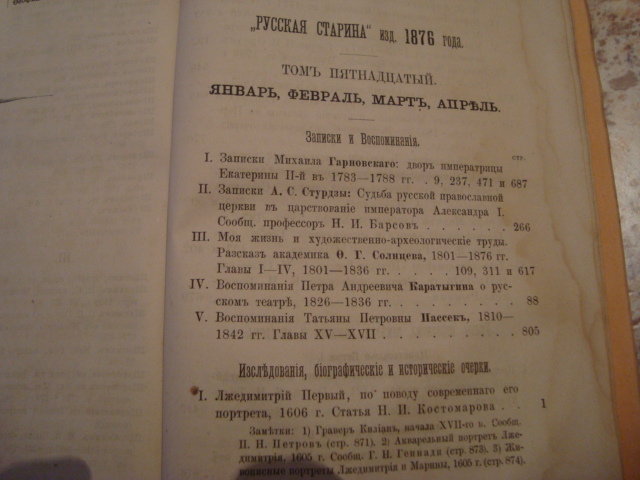 „РУССКАЯ СТАРИНА“ изд. 1876 года.
ТОМЪ ПЯТНАДЦАТЫЙ.
ЯНВАРЬ, ФЕВРАЛЬ, МАРТЪ, АПРѢЛЬ.
Записки и Воспоминанія.
стр.
I. Записки Михаила Гарновскаго: дворъ императрицы
Екатерины II-й въ 1783—1788 гг. . 9, 237, 471 и 687
II. Записки А. С. Стурдзы: Судьба русской православной
церкви въ царствованіе императора Александра I.
Сообщ. профессоръ Н. И. Барсовъ . . . . . . 266
III. Моя жизнь и художественно-археологическіе труды.
Разсказъ академика Ѳ. Г. Солнцева, 1801—1876 гг.
Главы I—IV, 1801—1836 гг. . . . . 109, 311 и 617
IV. Воспоминанія Петра Андреевича Каратыгина о рус-
скомъ театрѣ, 1826—1836 гг. . . . . . . . . 88
V. Воспоминанія Татьяны Петровны Пассекъ, 1810—
1842 гг. Главы XV—XVII . . . . . . . . . 805
Изслѣдованія, біографическіе и историческіе очерки.
I. Лжедимитрій Первый, по поводу современнаго его
портрета, 1606 г. Статья Н. И. Костомарова . . 1
Замѣтки: 1) Граверъ Киліанъ, начала XVII-го в. Сообщ.
П. Н. Петровъ (стр. 871). 2) Акварельный портретъ Лже-
димитрія, 1605 г. Сообщ. Г. Н. Геннади (стр. 873). 3) Жи-
вописные портреты Лжедимитрія и Марины, 1605 г. (стр. 874).